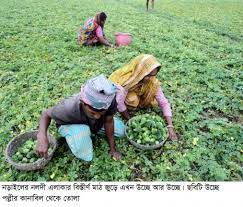 নড়াইলের নলদী এলাকার বিস্তীর্ণ মাঠ জুড়ে এখন উচ্ছে আর উচ্ছে । ছবিটি উচ্ছে
পল্লীর কানাবিল থেকে তোলা